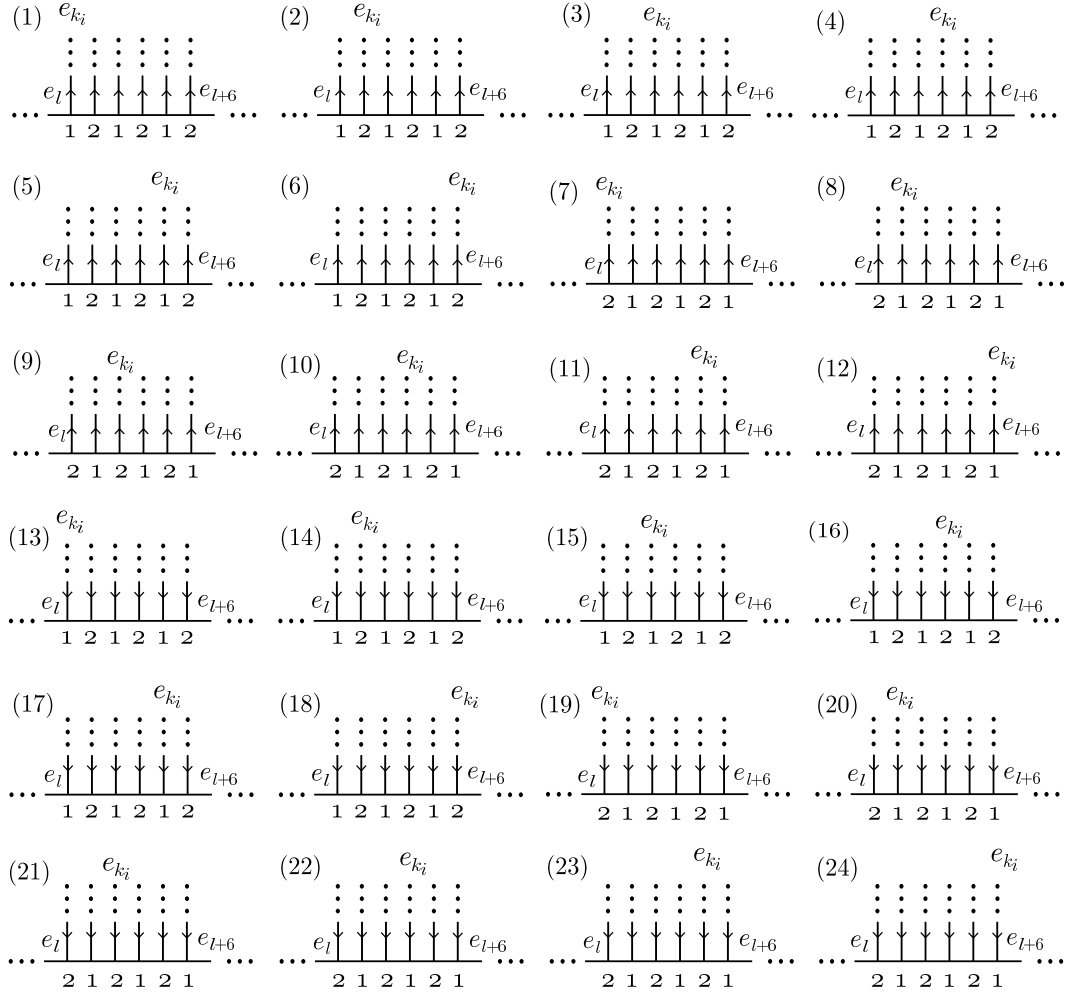 (1) e_{k_i} (2) e_{k_i} (3) e_{k_i} (4) e_{k_i}
e_l e_{l+6} e_l e_{l+6} e_l e_{l+6} e_l e_{l+6}
1 2 1 2 1 2 1 2 1 2 1 2 1 2 1 2 1 2 1 2 1 2 1 2
(5) e_{k_i} (6) e_{k_i} (7) e_{k_i} (8) e_{k_i}
e_l e_{l+6} e_l e_{l+6} e_l e_{l+6} e_l e_{l+6}
1 2 1 2 1 2 1 2 1 2 1 2 2 1 2 1 2 1 2 1 2 1 2 1
(9) e_{k_i} (10) e_{k_i} (11) e_{k_i} (12) e_{k_i}
e_l e_{l+6} e_l e_{l+6} e_l e_{l+6} e_l e_{l+6}
2 1 2 1 2 1 2 1 2 1 2 1 2 1 2 1 2 1 2 1 2 1 2 1
(13) e_{k_i} (14) e_{k_i} (15) e_{k_i} (16) e_{k_i}
e_l e_{l+6} e_l e_{l+6} e_l e_{l+6} e_l e_{l+6}
1 2 1 2 1 2 1 2 1 2 1 2 1 2 1 2 1 2 1 2 1 2 1 2
(17) e_{k_i} (18) e_{k_i} (19) e_{k_i} (20) e_{k_i}
e_l e_{l+6} e_l e_{l+6} e_l e_{l+6} e_l e_{l+6}
1 2 1 2 1 2 1 2 1 2 1 2 2 1 2 1 2 1 2 1 2 1 2 1
(21) e_{k_i} (22) e_{k_i} (23) e_{k_i} (24) e_{k_i}
e_l e_{l+6} e_l e_{l+6} e_l e_{l+6} e_l e_{l+6}
2 1 2 1 2 1 2 1 2 1 2 1 2 1 2 1 2 1 2 1 2 1 2 1